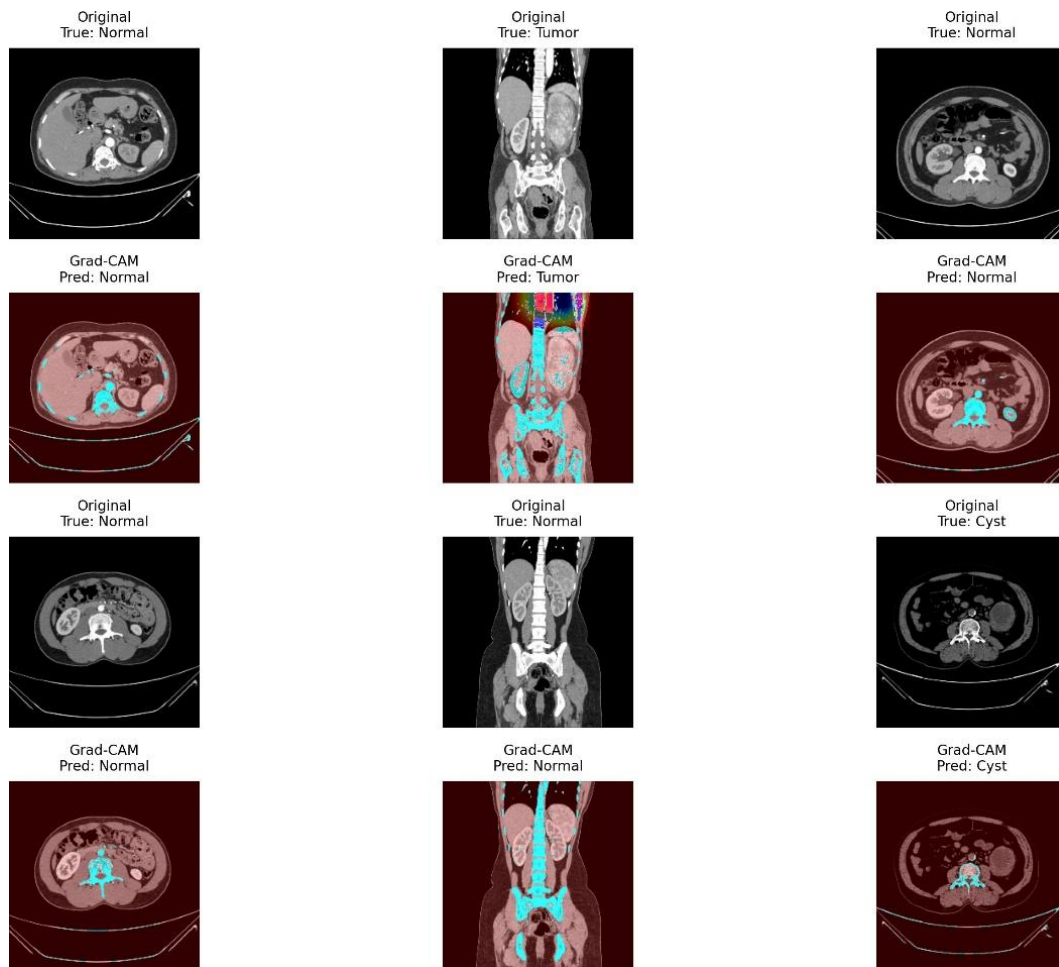 Original
True: Normal
Original
True: Tumor
Original
True: Normal
Grad-CAM
Pred: Normal
Grad-CAM
Pred: Tumor
Grad-CAM
Pred: Normal
Original
True: Normal
Original
True: Normal
Original
True: Cyst
Grad-CAM
Pred: Normal
Grad-CAM
Pred: Normal
Grad-CAM
Pred: Cyst